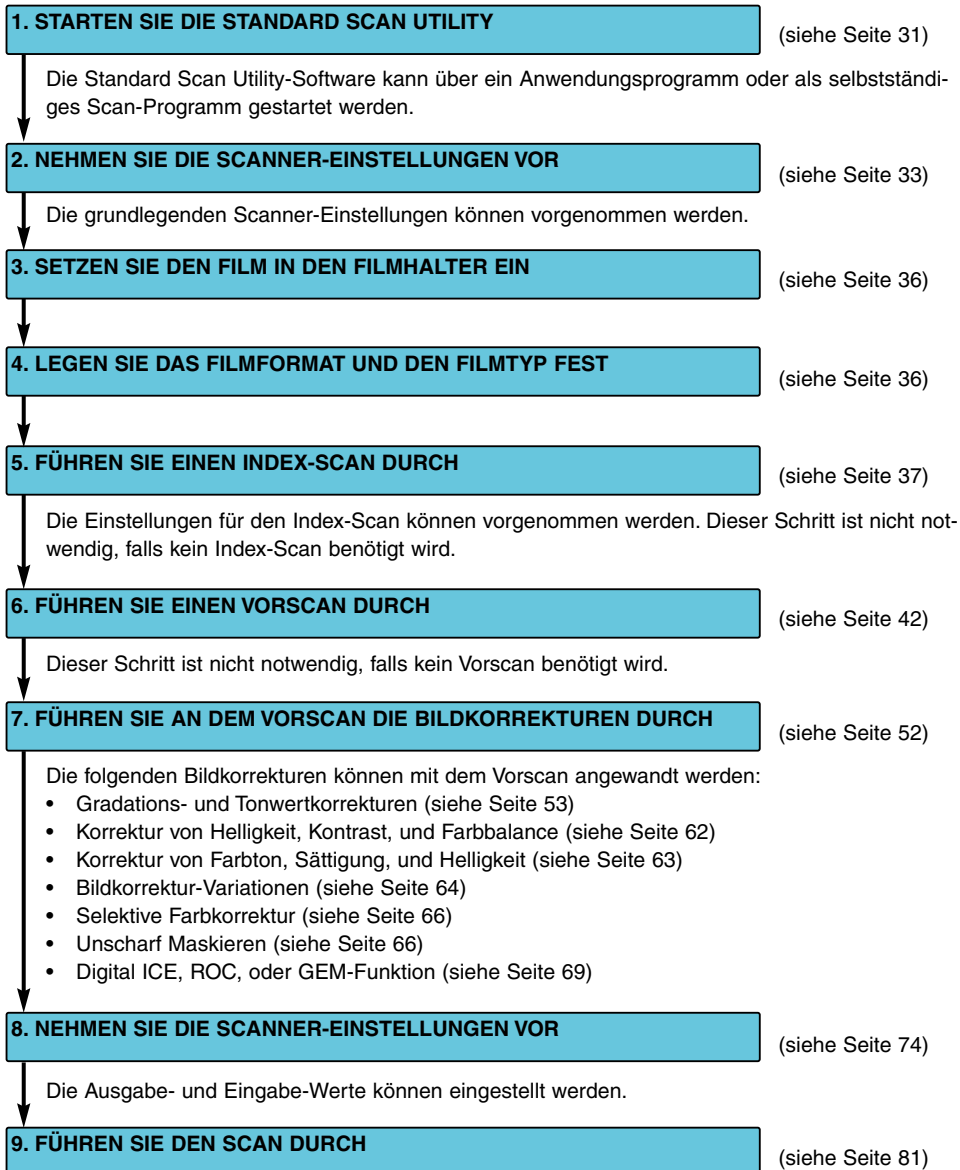 1. STARTEN SIE DIE STANDARD SCAN UTILITY
(siehe Seite 31)
Die Standard Scan Utility-Software kann über ein Anwendungsprogramm oder als selbstständi-
ges Scan-Programm gestartet werden.
2. NEHMEN SIE DIE SCANNER-EINSTELLUNGEN VOR
(siehe Seite 33)
Die grundlegenden Scanner-Einstellungen können vorgenommen werden.
3. SETZEN SIE DEN FILM IN DEN FILMHALTER EIN
(siehe Seite 36)
4. LEGEN SIE DAS FILMFORMAT UND DEN FILMTYP FEST
(siehe Seite 36)
5. FÜHREN SIE EINEN INDEX-SCAN DURCH
(siehe Seite 37)
Die Einstellungen für den Index-Scan können vorgenommen werden. Dieser Schritt ist nicht not-
wendig, falls kein Index-Scan benötigt wird.
6. FÜHREN SIE EINEN VORSCAN DURCH
(siehe Seite 42)
Dieser Schritt ist nicht notwendig, falls kein Vorscan benötigt wird.
7. FÜHREN SIE AN DEM VORSCAN DIE BILDKORREKTUREN DURCH
(siehe Seite 52)
Die folgenden Bildkorrekturen können mit dem Vorscan angewandt werden:
• Gradations- und Tonwertkorrekturen (siehe Seite 53)
• Korrektur von Helligkeit, Kontrast, und Farbbalance (siehe Seite 62)
• Korrektur von Farbton, Sättigung, und Helligkeit (siehe Seite 63)
• Bildkorrektur-Variationen (siehe Seite 64)
• Selektive Farbkorrektur (siehe Seite 66)
• Unscharf Maskieren (siehe Seite 66)
• Digital ICE, ROC, oder GEM-Funktion (siehe Seite 69)
8. NEHMEN SIE DIE SCANNER-EINSTELLUNGEN VOR
(siehe Seite 74)
Die Ausgabe- und Eingabe-Werte können eingestellt werden.
9. FÜHREN SIE DEN SCAN DURCH
(siehe Seite 81)